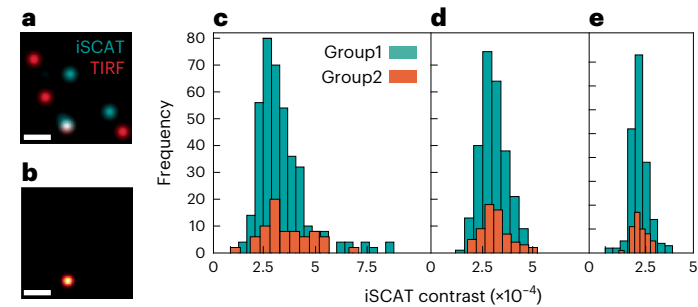 a
iSCAT
TIRF
b
c
d
e
Group1
Group2
Frequency
80
70
60
50
40
30
20
10
0
0 2.5 5 7.5 0 2.5 5 0 2.5 5
iSCAT contrast (×10⁻⁴)